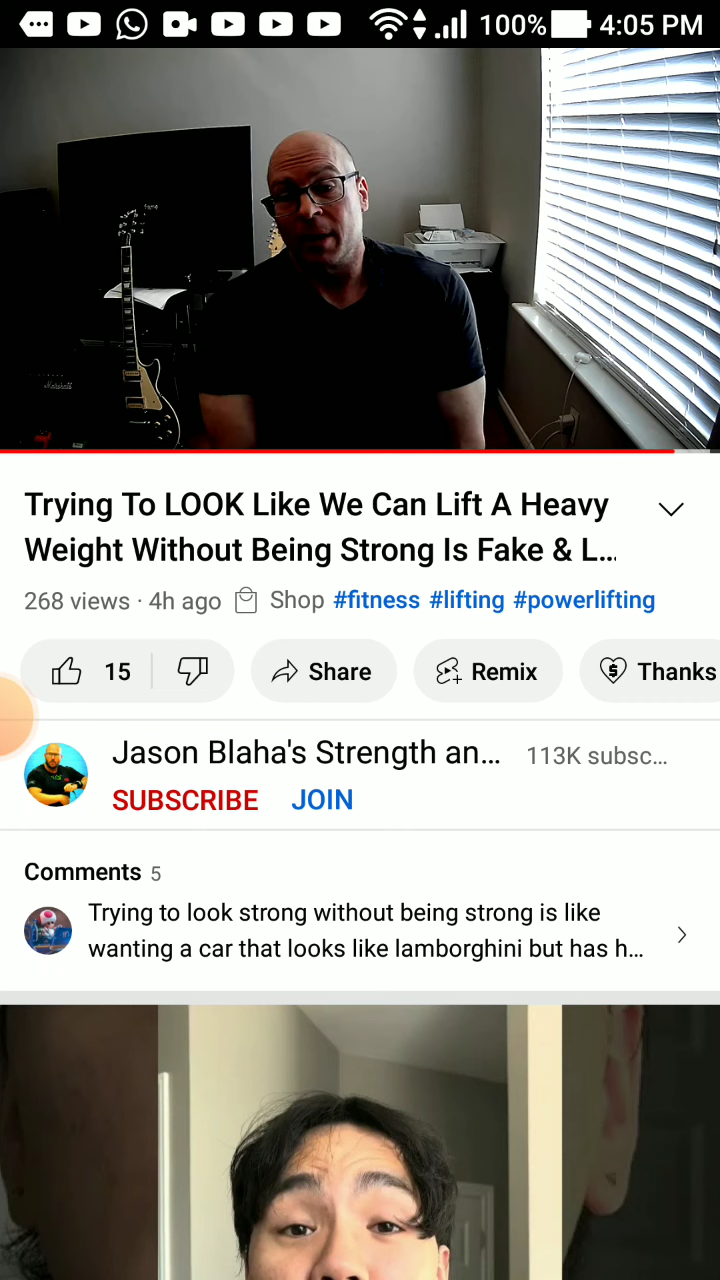 100% 4:05 PM
Marshall
Trying To LOOK Like We Can Lift A Heavy
Weight Without Being Strong Is Fake & L...
268 views · 4h ago Shop #fitness #lifting #powerlifting
15 Share Remix Thanks
Jason Blaha's Strength an... 113K subsc...
SUBSCRIBE JOIN
Comments 5
Trying to look strong without being strong is like
wanting a car that looks like lamborghini but has h...